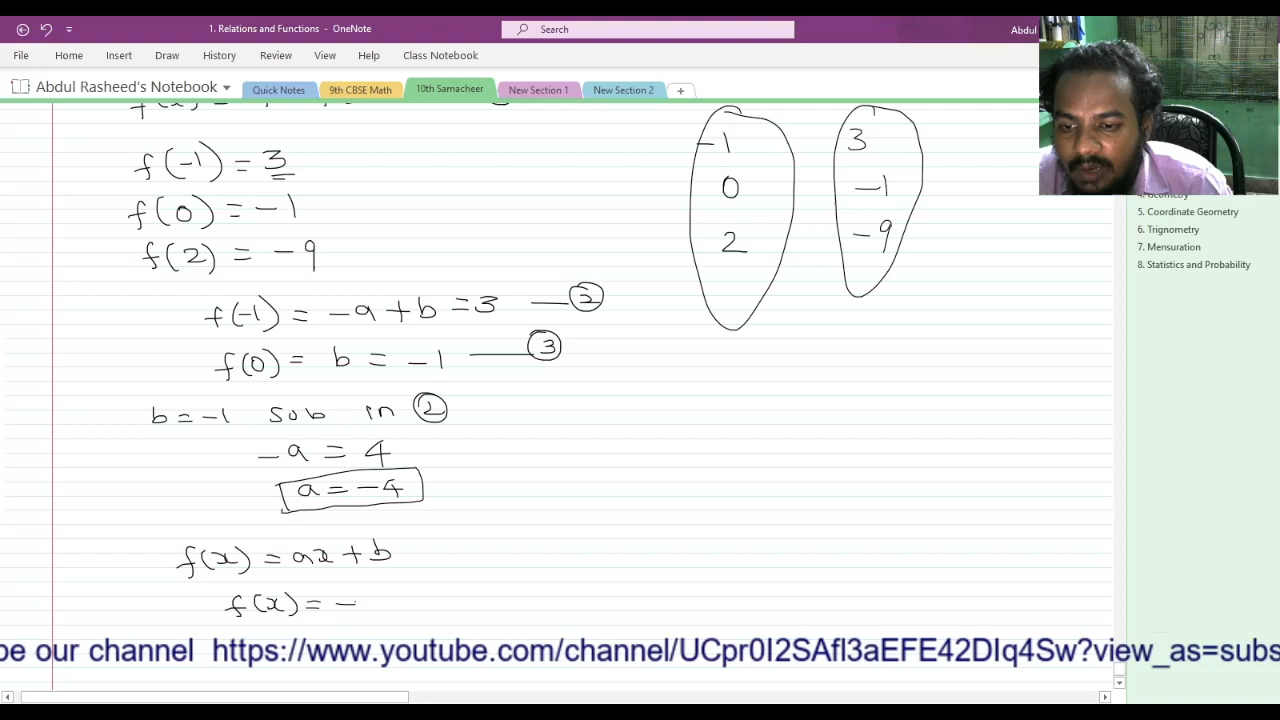 1. Relations and Functions - OneNote
Search
Abdul
File Home Insert Draw History Review View Help Class Notebook
Abdul Rasheed's Notebook
Quick Notes 9th CBSE Math 10th Samacheer New Section 1 New Section 2 +
f(-1) = 3
f(0) = -1
f(2) = -9
-1
0
2
3
-1
-9
f(-1) = -a + b = 3 — 2
f(0) = b = -1 — 3
b = -1 sub in 2
-a = 4
a = -4
f(x) = ax + b
f(x) = -
4. Geometry
5. Coordinate Geometry
6. Trignometry
7. Mensuration
8. Statistics and Probability
be our channel https://www.youtube.com/channel/UCpr0I2SAfl3aEFE42DIq4Sw?view_as=subs